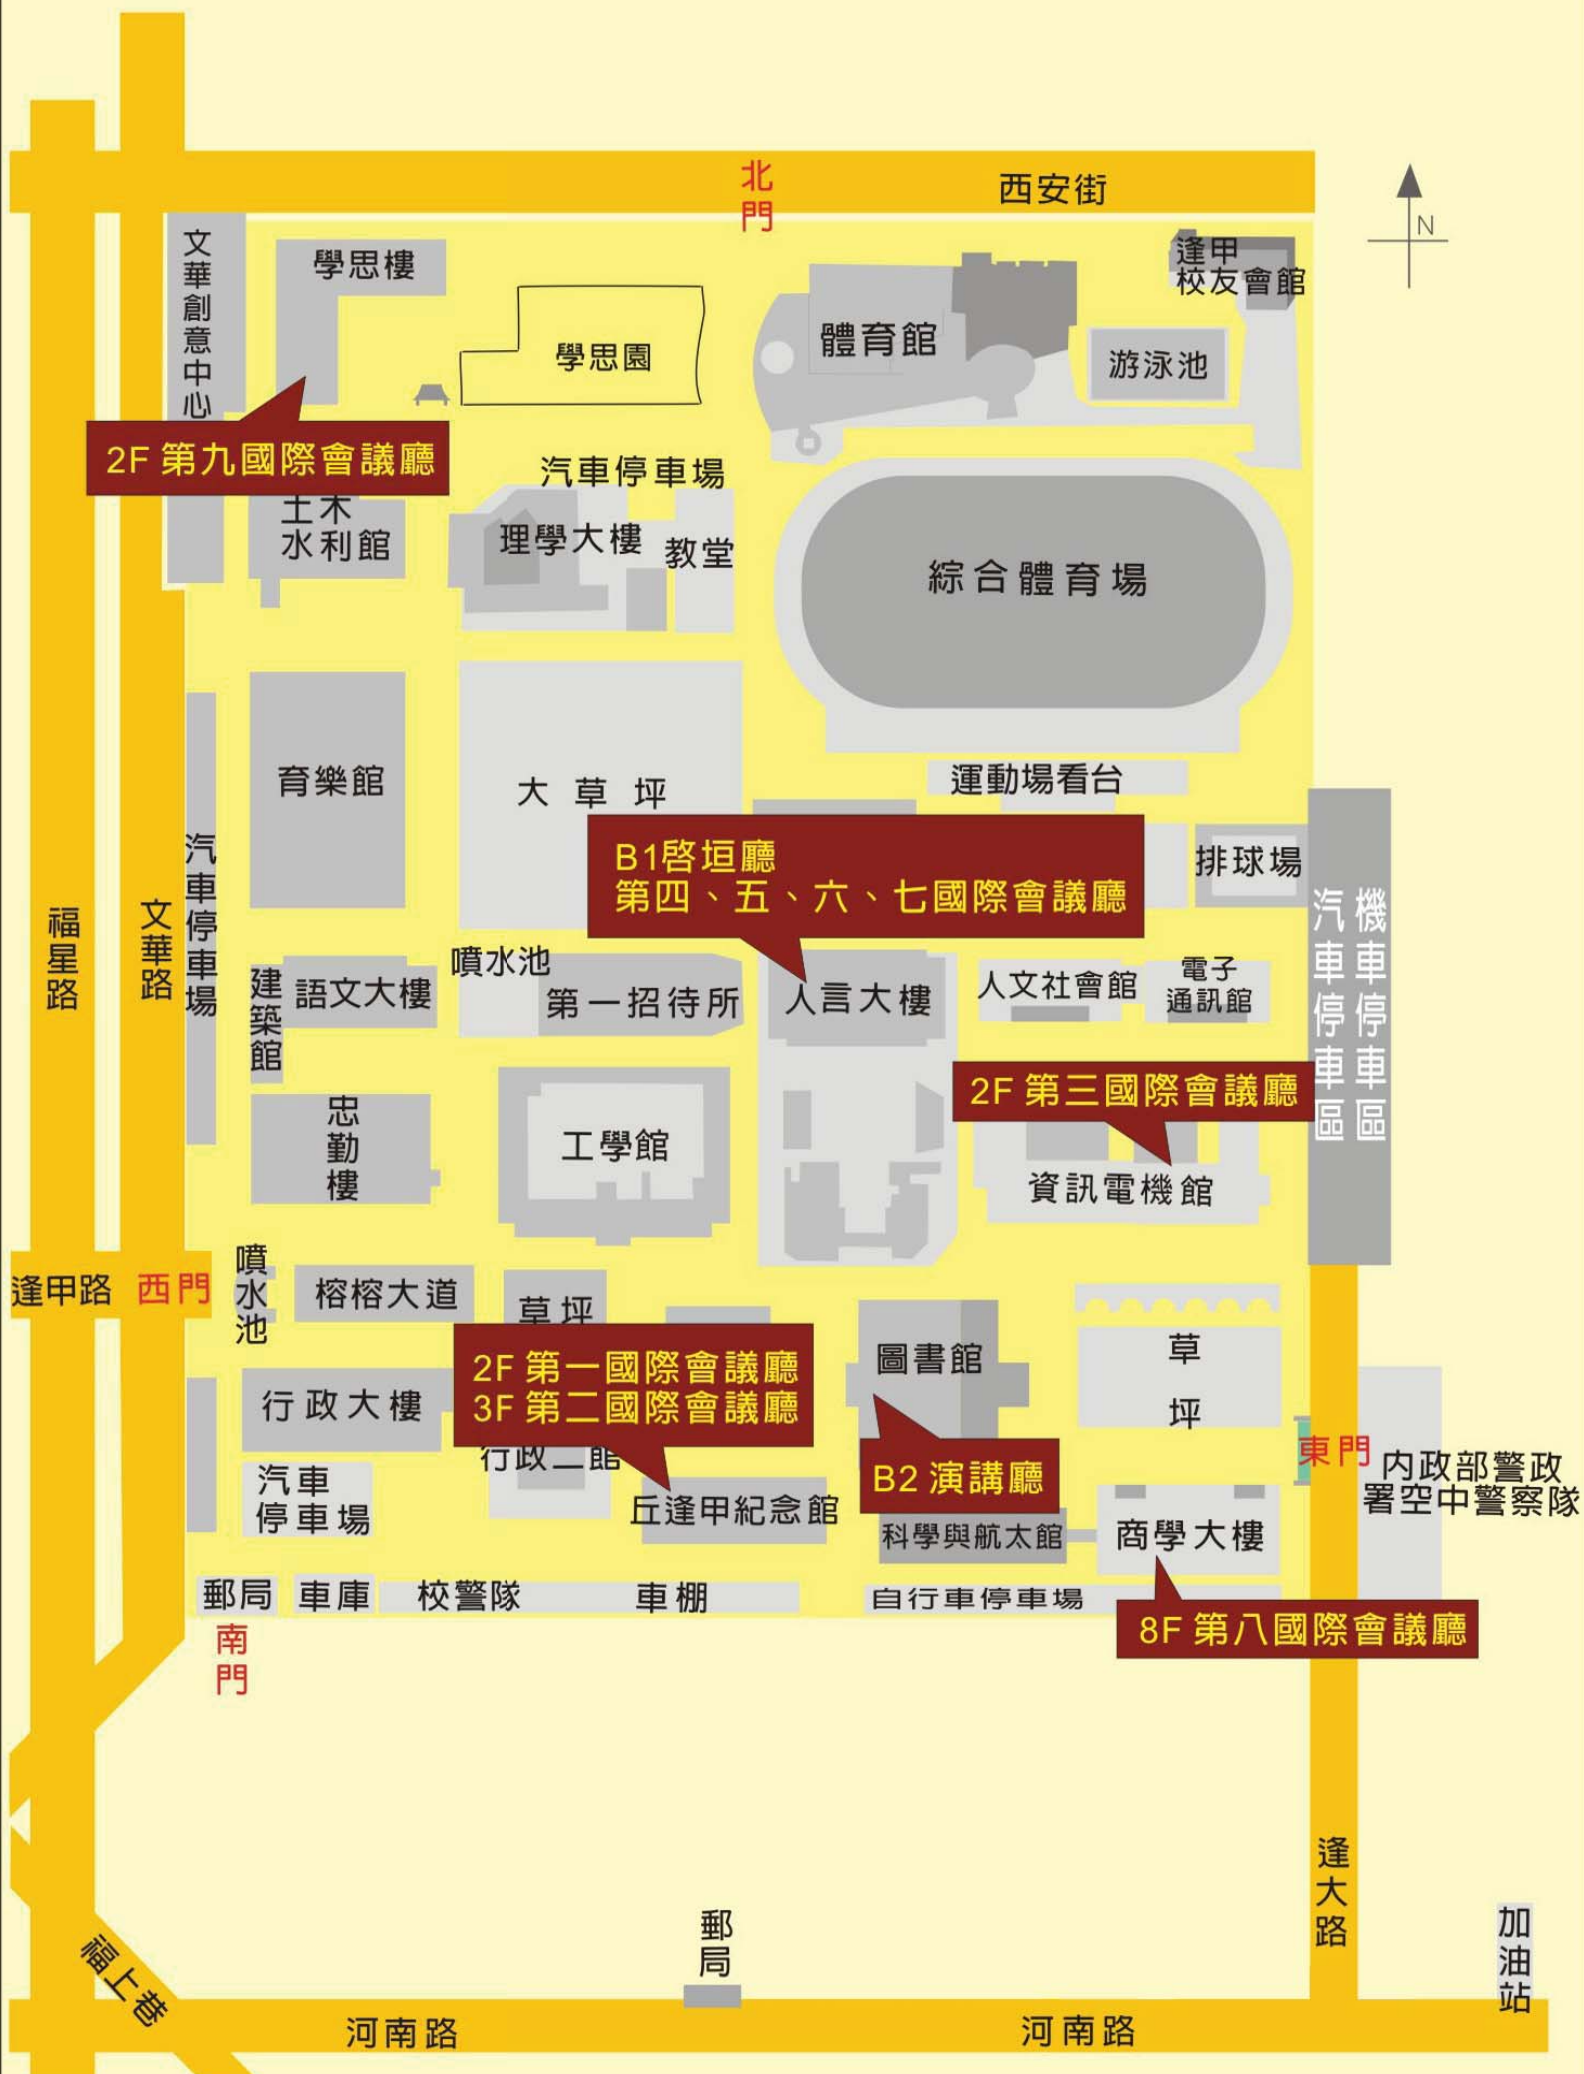 北門
西安街
N
文華創意中心
學思樓
學思園
體育館
逢甲
校友會館
游泳池
2F 第九國際會議廳
土木
水利館
汽車停車場
理學大樓
教堂
綜合體育場
育樂館
大草坪
運動場看台
B1啓垣廳
第四、五、六、七國際會議廳
排球場
汽車停車區
機車停車區
福星路
文華路
汽車停車場
建築館
語文大樓
噴水池
第一招待所
人言大樓
人文社會館
電子
通訊館
2F 第三國際會議廳
忠勤樓
工學館
資訊電機館
逢甲路
西門
噴水池
榕榕大道
草坪
2F 第一國際會議廳
3F 第二國際會議廳
圖書館
草坪
行政大樓
行政二館
B2 演講廳
東門
內政部警政
署空中警察隊
汽車
停車場
丘逢甲紀念館
科學與航太館
商學大樓
郵局
車庫
校警隊
車棚
自行車停車場
8F 第八國際會議廳
南門
逢大路
郵局
加油站
福上巷
河南路
河南路